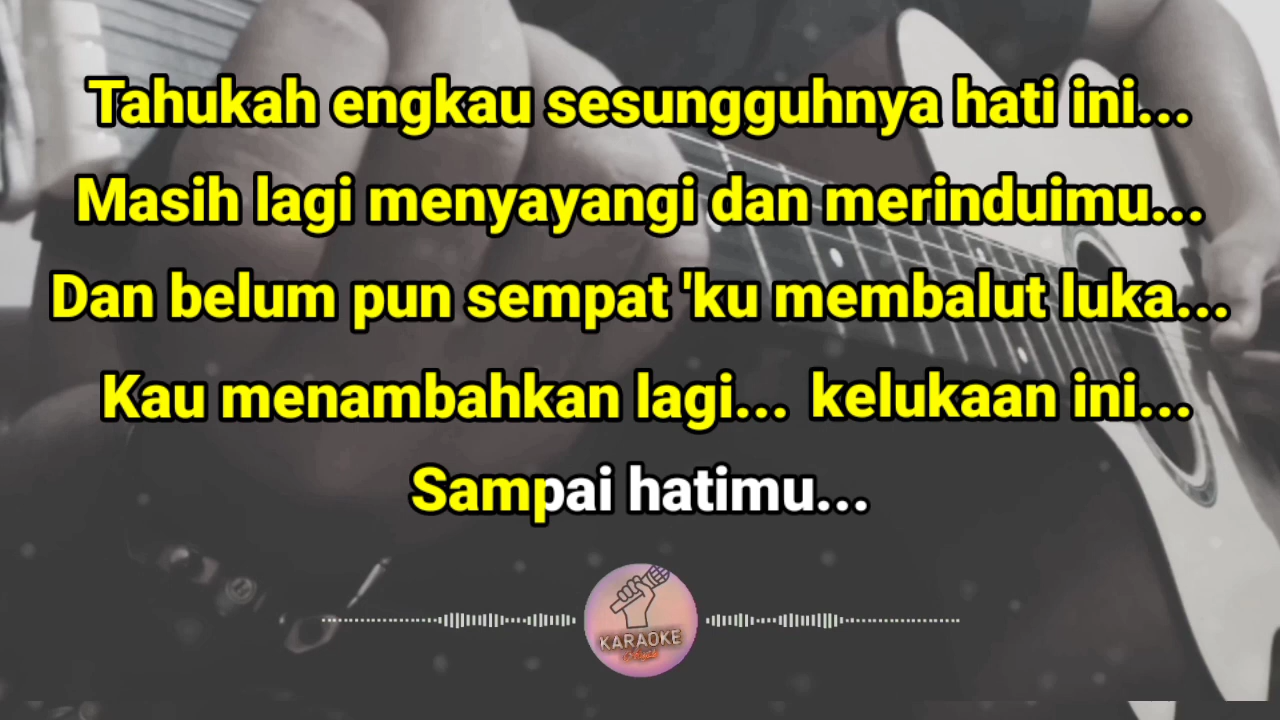 Tahukah engkau sesungguhnya hati ini...
Masih lagi menyayangi dan merinduimu...
Dan belum pun sempat 'ku membalut luka...
Kau menambahkan lagi... kelukaan ini...
Sampai hatimu...
KARAOKE